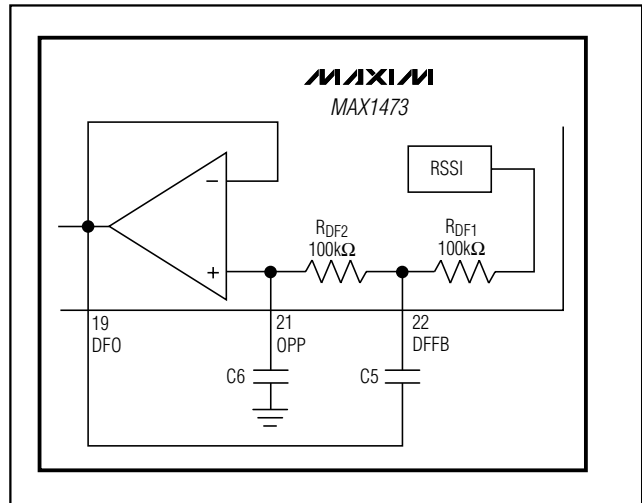 MAXIM
MAX1473
RSSI
RDF2
100kΩ
RDF1
100kΩ
−
+
19
DFO
21
OPP
22
DFFB
C6
C5